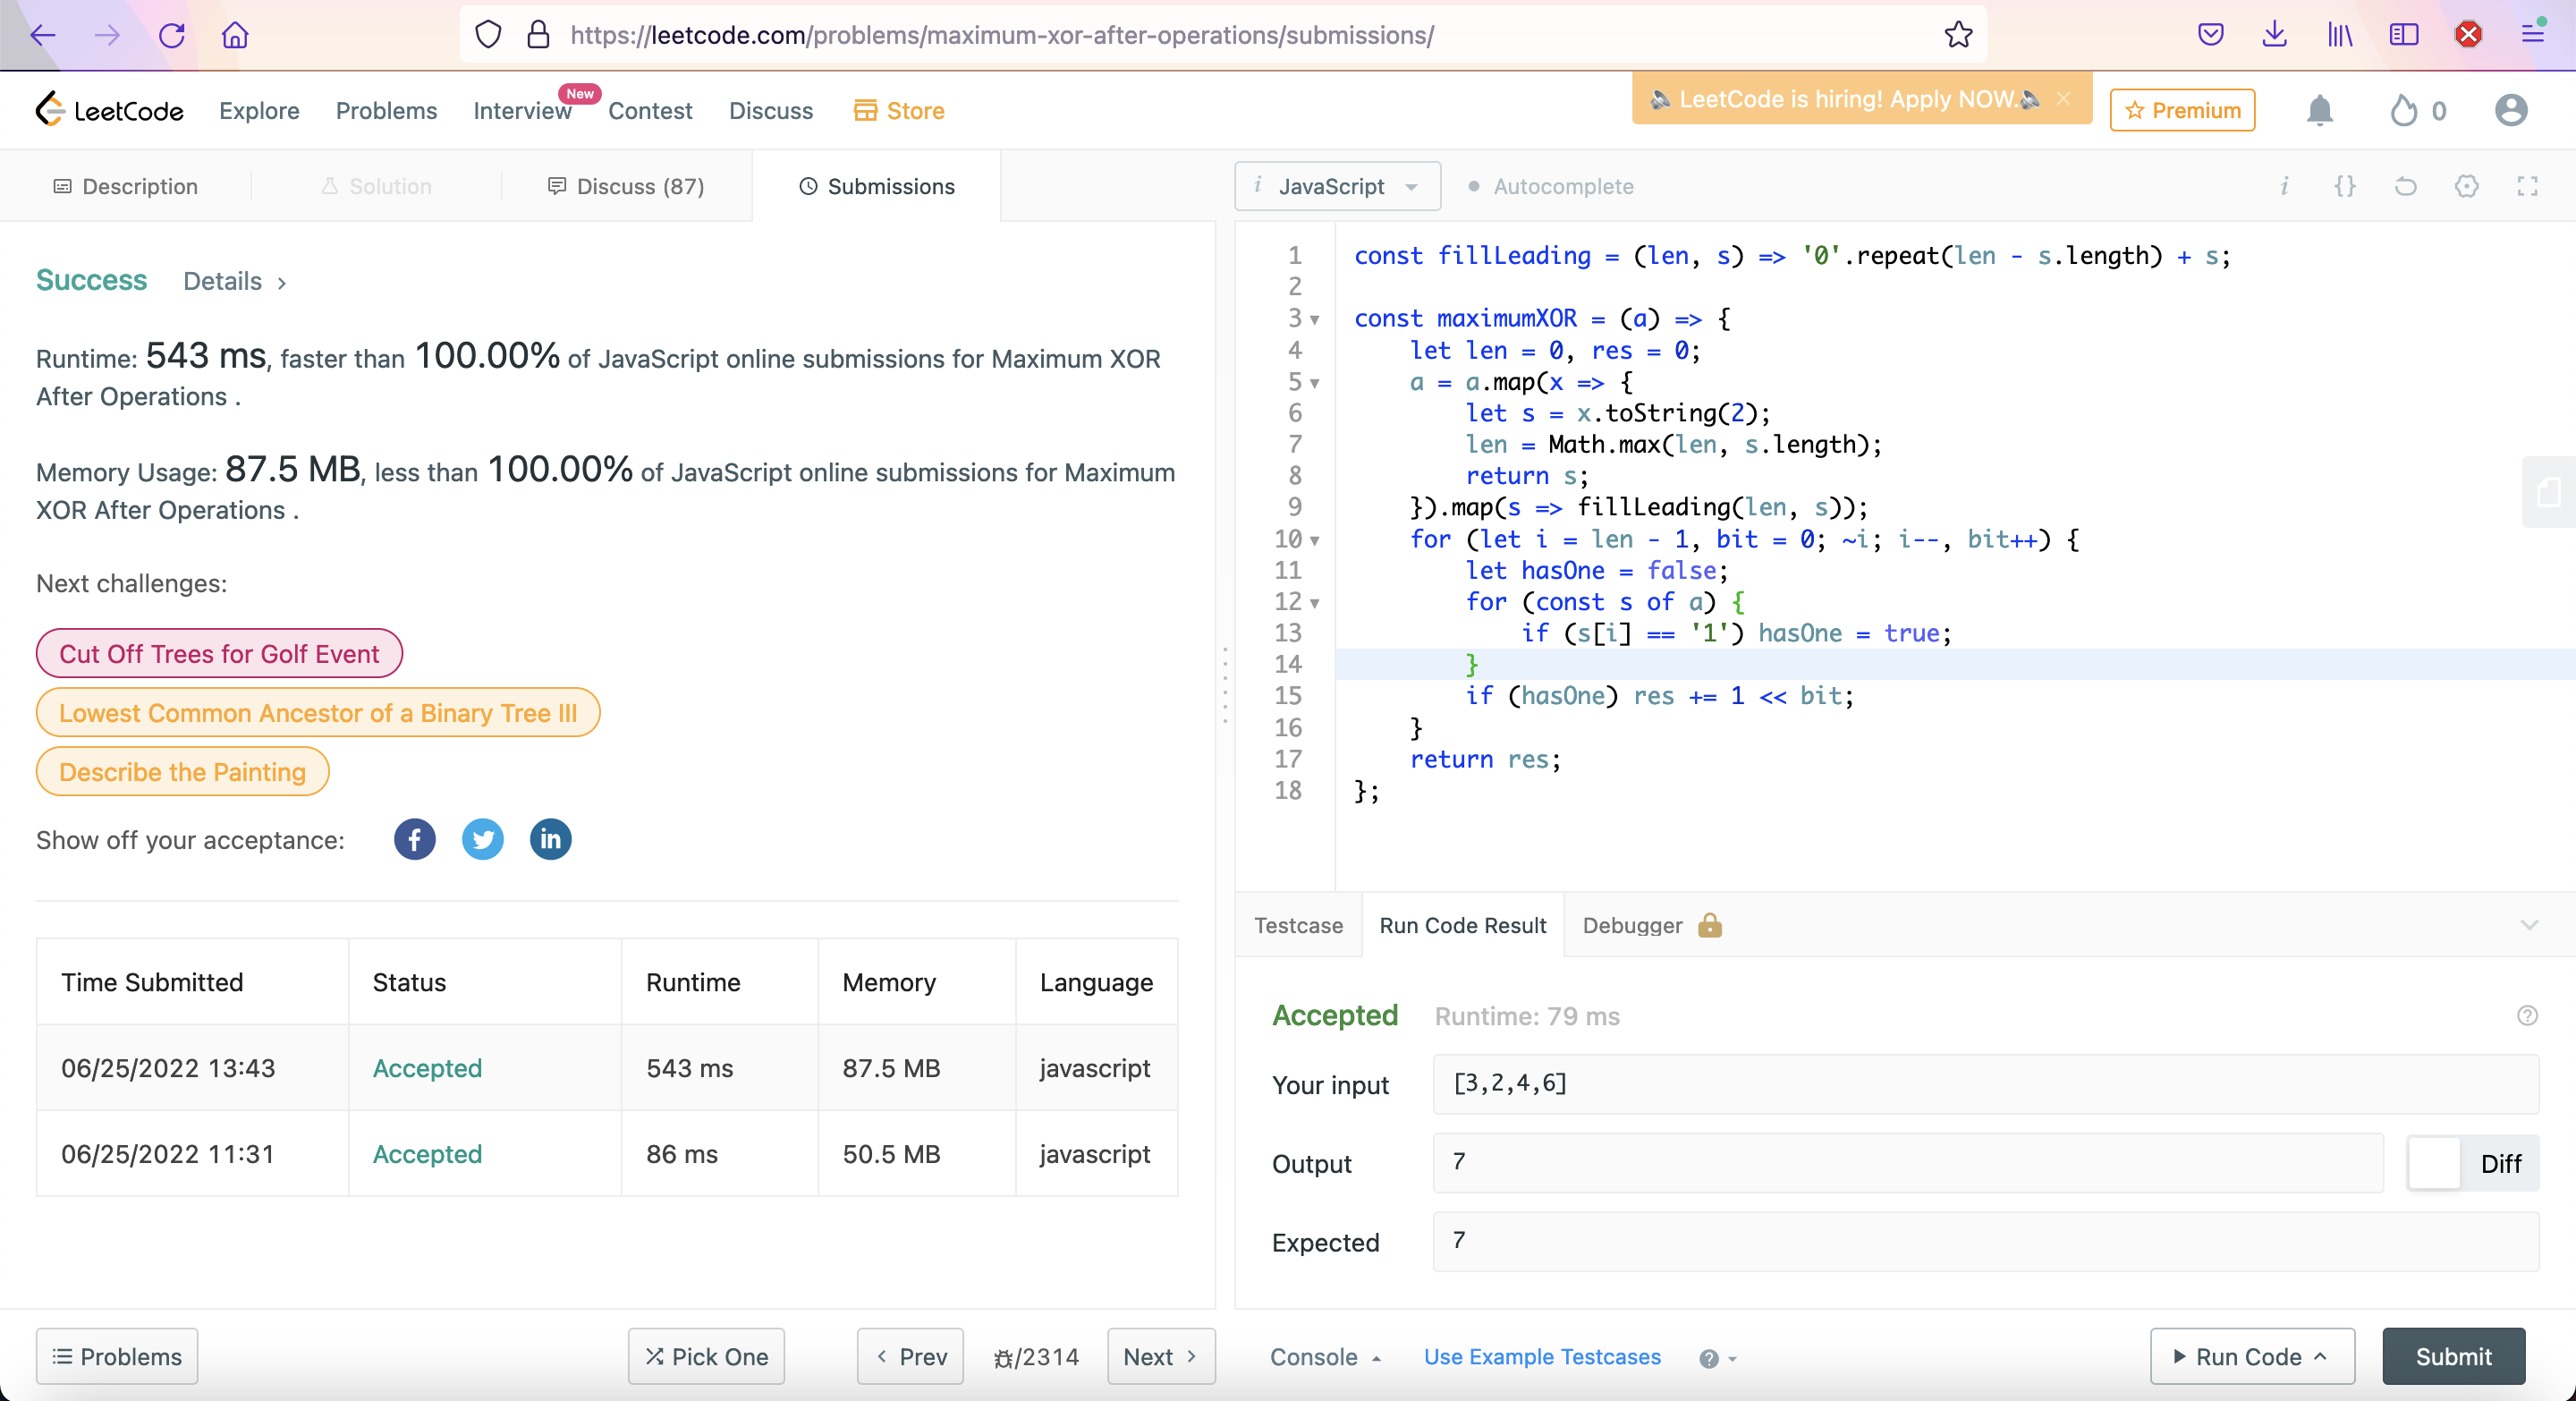 https://leetcode.com/problems/maximum-xor-after-operations/submissions/
LeetCode Explore Problems Interview New Contest Discuss Store LeetCode is hiring! Apply NOW. Premium 0
Description Solution Discuss (87) Submissions
Success Details
Runtime: 543 ms, faster than 100.00% of JavaScript online submissions for Maximum XOR
After Operations .
Memory Usage: 87.5 MB, less than 100.00% of JavaScript online submissions for Maximum
XOR After Operations .
Next challenges:
Cut Off Trees for Golf Event
Lowest Common Ancestor of a Binary Tree III
Describe the Painting
Show off your acceptance:
Time Submitted Status Runtime Memory Language
06/25/2022 13:43 Accepted 543 ms 87.5 MB javascript
06/25/2022 11:31 Accepted 86 ms 50.5 MB javascript
Problems Pick One Prev /2314 Next
i JavaScript Autocomplete i {}
1 const fillLeading = (len, s) => '0'.repeat(len - s.length) + s;
2
3 const maximumXOR = (a) => {
4     let len = 0, res = 0;
5     a = a.map(x => {
6         let s = x.toString(2);
7         len = Math.max(len, s.length);
8         return s;
9     }).map(s => fillLeading(len, s));
10     for (let i = len - 1, bit = 0; ~i; i--, bit++) {
11         let hasOne = false;
12         for (const s of a) {
13             if (s[i] == '1') hasOne = true;
14         }
15         if (hasOne) res += 1 << bit;
16     }
17     return res;
18 };
Testcase Run Code Result Debugger
Accepted Runtime: 79 ms
Your input [3,2,4,6]
Output 7 Diff
Expected 7
Console Use Example Testcases Run Code Submit